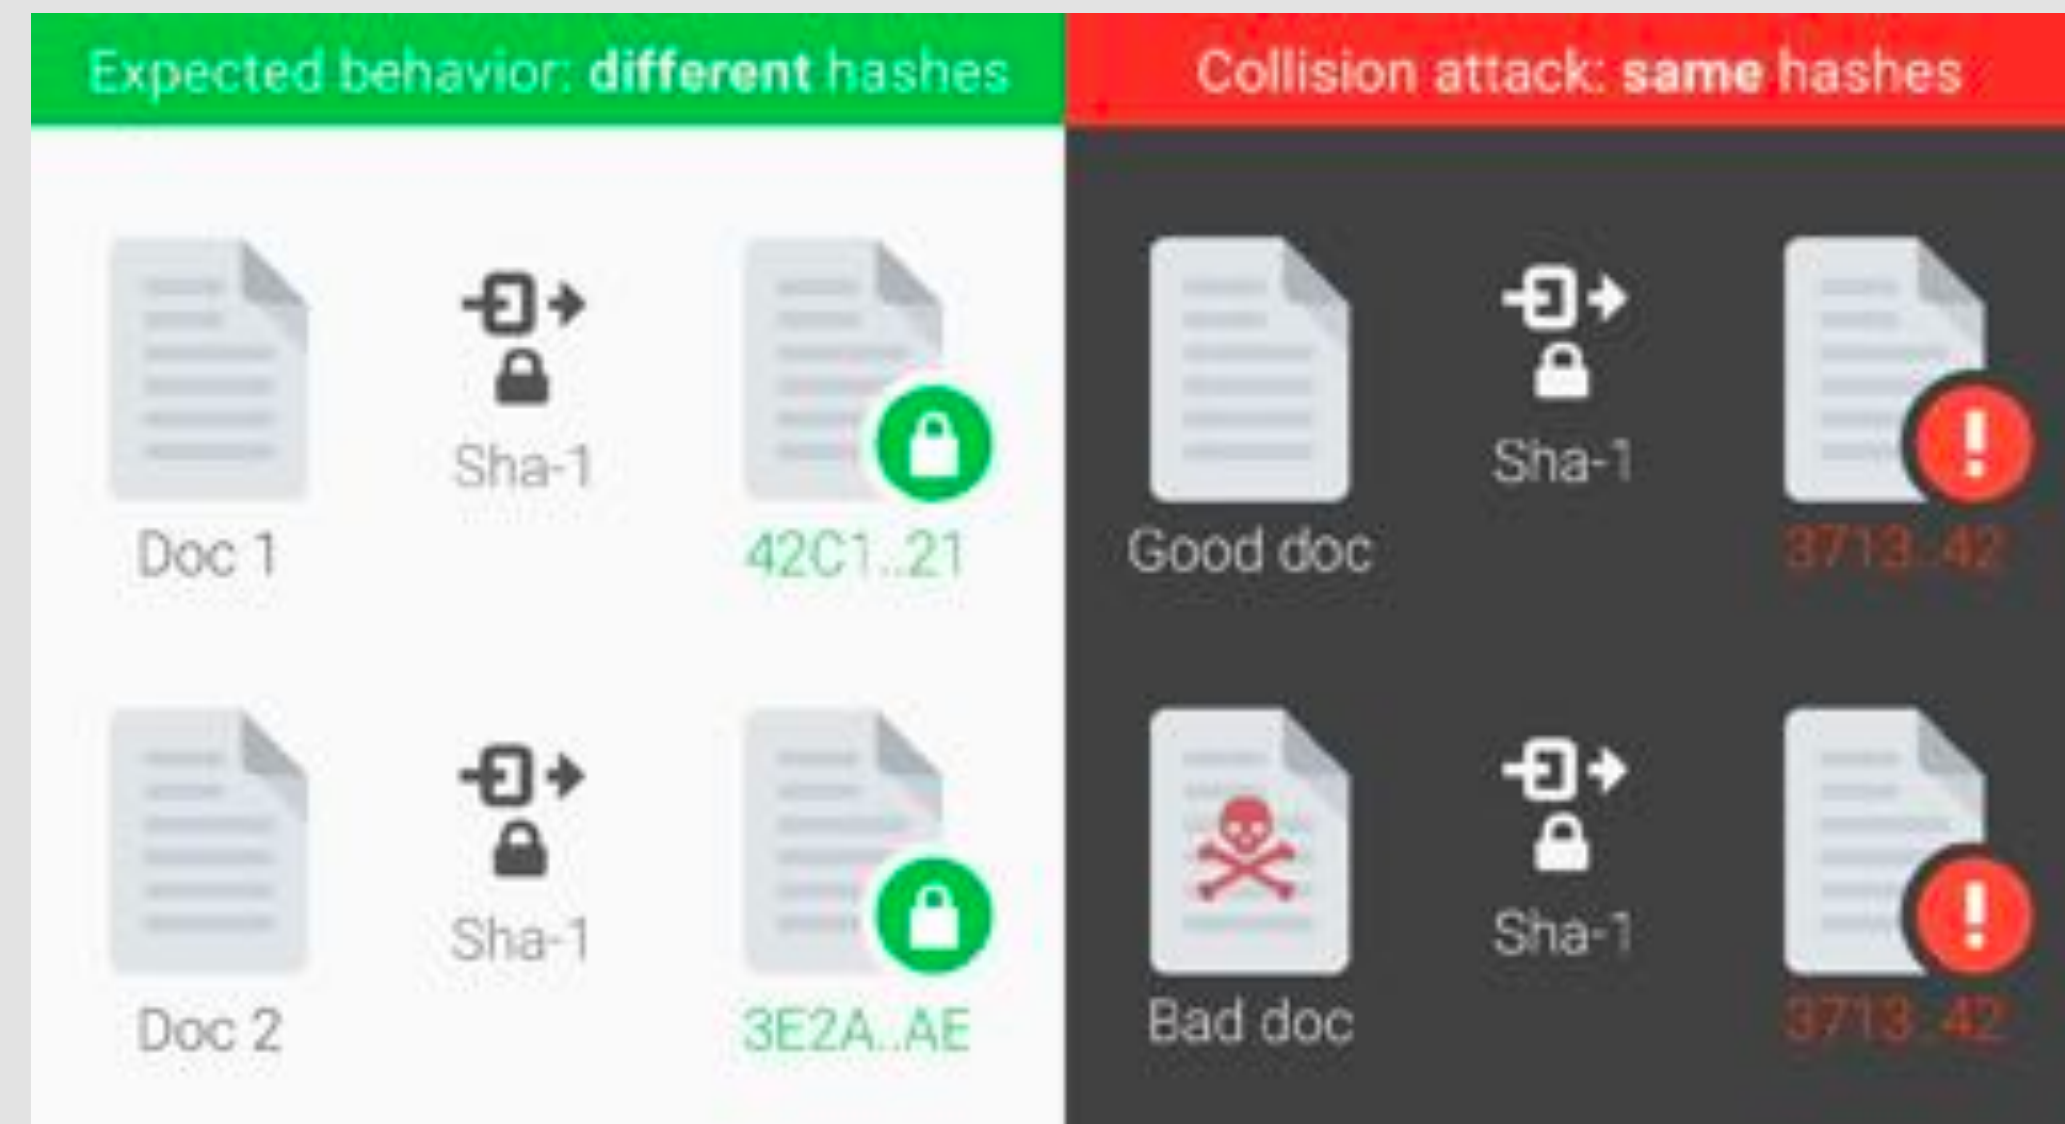 Expected behavior: different hashes
Collision attack: same hashes
Sha-1
Doc 1
42C1..21
Sha-1
Good doc
3713..42
Sha-1
Doc 2
3E2A..AE
Sha-1
Bad doc
3713..42